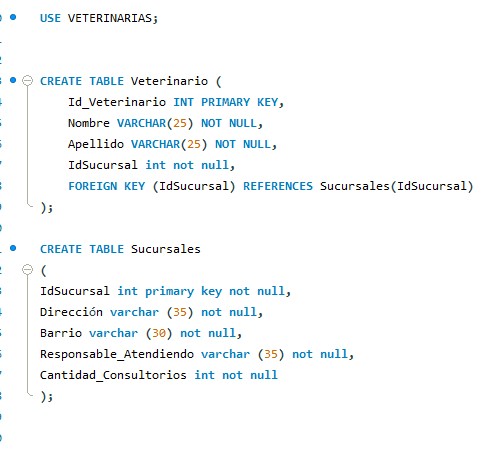 USE VETERINARIAS;
CREATE TABLE Veterinario (
Id_Veterinario INT PRIMARY KEY,
Nombre VARCHAR(25) NOT NULL,
Apellido VARCHAR(25) NOT NULL,
IdSucursal int not null,
FOREIGN KEY (IdSucursal) REFERENCES Sucursales(IdSucursal)
);
CREATE TABLE Sucursales
(
IdSucursal int primary key not null,
Dirección varchar (35) not null,
Barrio varchar (30) not null,
Responsable_Atendiendo varchar (35) not null,
Cantidad_Consultorios int not null
);